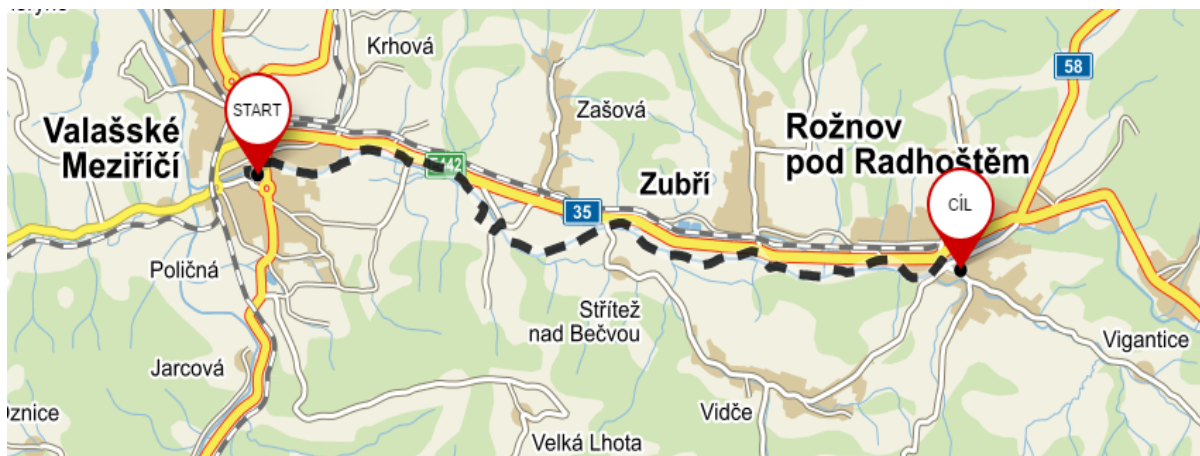 Krhová
58
START
Zašová
Valašské
Meziříčí
Rožnov
pod Radhoštěm
E442
Zubří
CÍL
35
Poličná
Střítež
nad Bečvou
Vigantice
Jarcová
Vidče
Velká Lhota